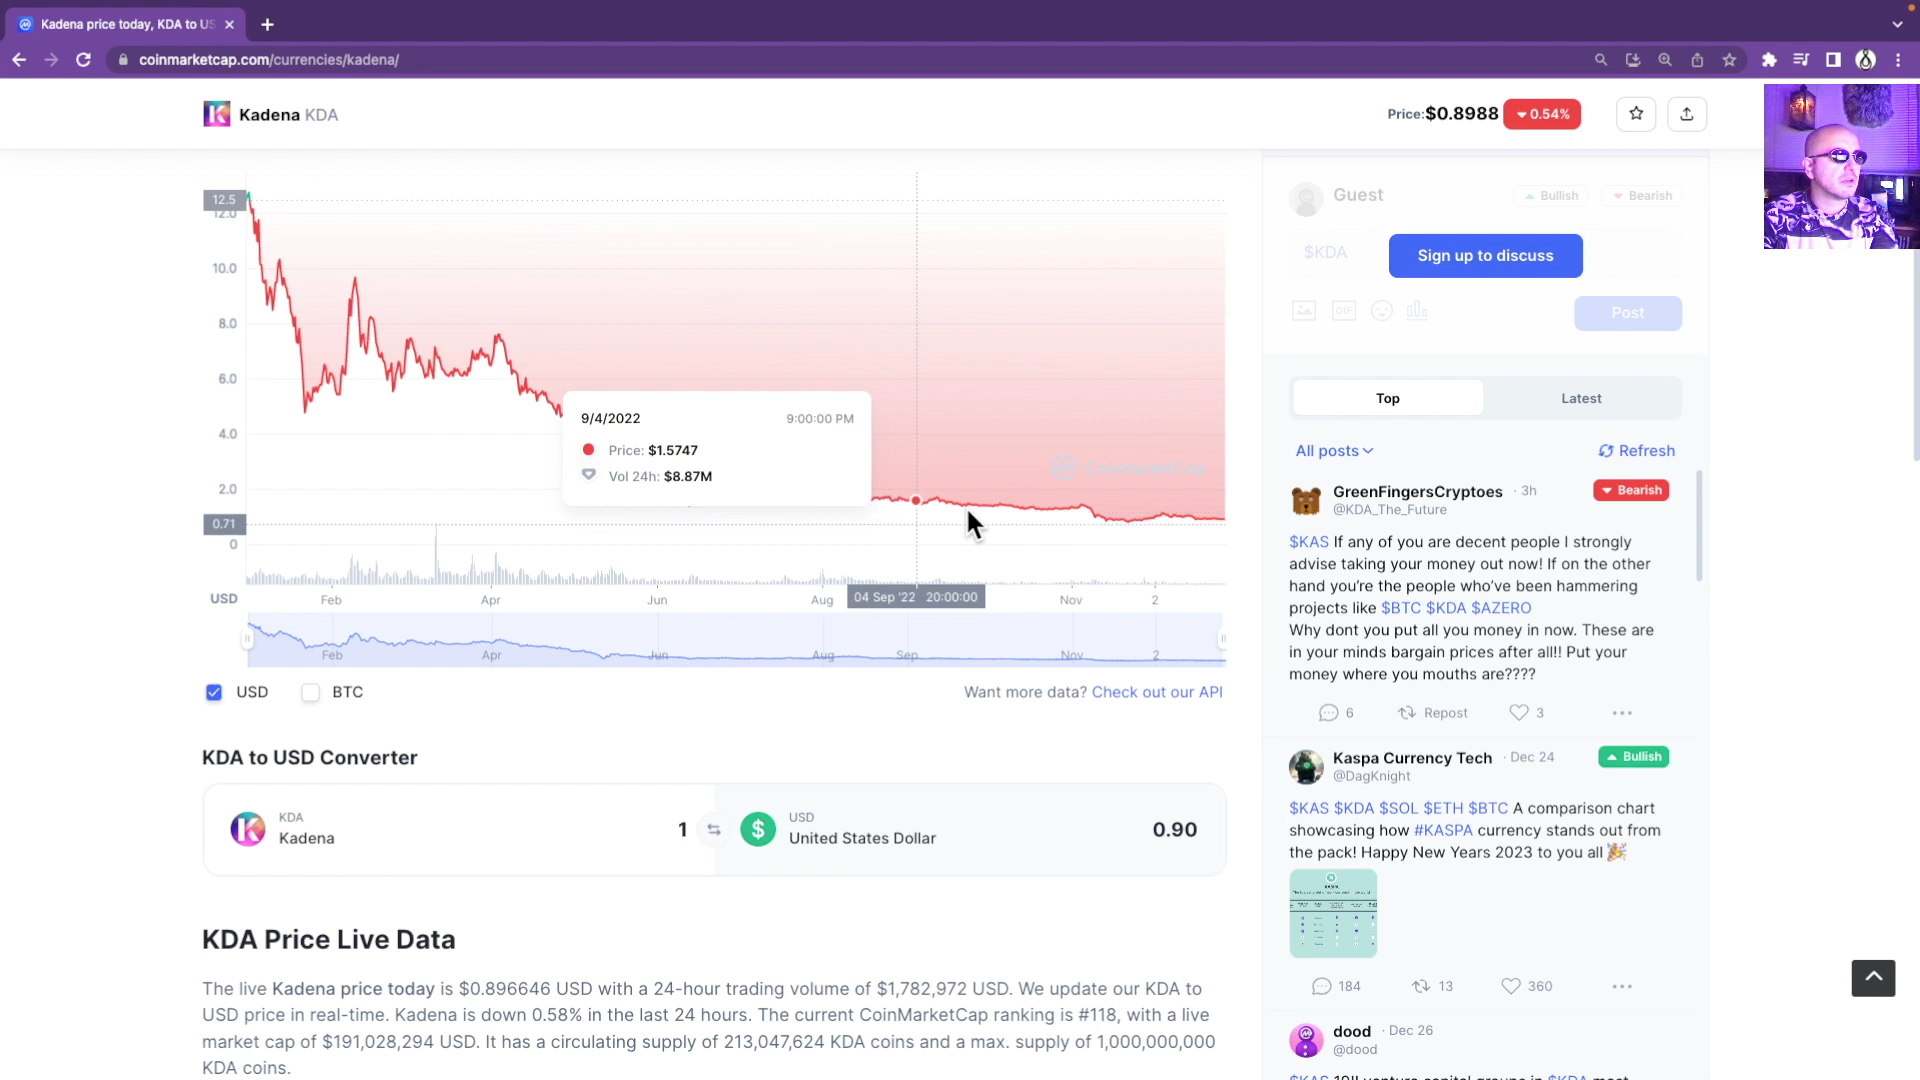 Kadena price today, KDA to US
coinmarketcap.com/currencies/kadena/
Kadena KDA
Price:$0.8988 0.54%
12.5
12.0
10.0
8.0
6.0
4.0
2.0
0.71
0
USD
9/4/2022 9:00:00 PM
Price: $1.5747
Vol 24h: $8.87M
CoinMarketCap
Feb Apr Jun Aug 04 Sep '22 20:00:00 Nov 2
Feb Apr Jun Aug Sep Nov 2
USD BTC
Want more data? Check out our API
KDA to USD Converter
KDA
Kadena
1
USD
United States Dollar
0.90
KDA Price Live Data
The live Kadena price today is $0.896646 USD with a 24-hour trading volume of $1,782,972 USD. We update our KDA to
USD price in real-time. Kadena is down 0.58% in the last 24 hours. The current CoinMarketCap ranking is #118, with a live
market cap of $191,028,294 USD. It has a circulating supply of 213,047,624 KDA coins and a max. supply of 1,000,000,000
KDA coins.
Guest
Bullish Bearish
$KDA
Sign up to discuss
GIF
Post
Top Latest
All posts Refresh
GreenFingersCryptoes · 3h Bearish
@KDA_The_Future
$KAS If any of you are decent people I strongly
advise taking your money out now! If on the other
hand you're the people who've been hammering
projects like $BTC $KDA $AZERO
Why dont you put all you money in now. These are
in your minds bargain prices after all!! Put your
money where you mouths are????
6 Repost 3
Kaspa Currency Tech · Dec 24 Bullish
@DagKnight
$KAS $KDA $SOL $ETH $BTC A comparison chart
showcasing how #KASPA currency stands out from
the pack! Happy New Years 2023 to you all 🎉
184 13 360
dood · Dec 26
@dood